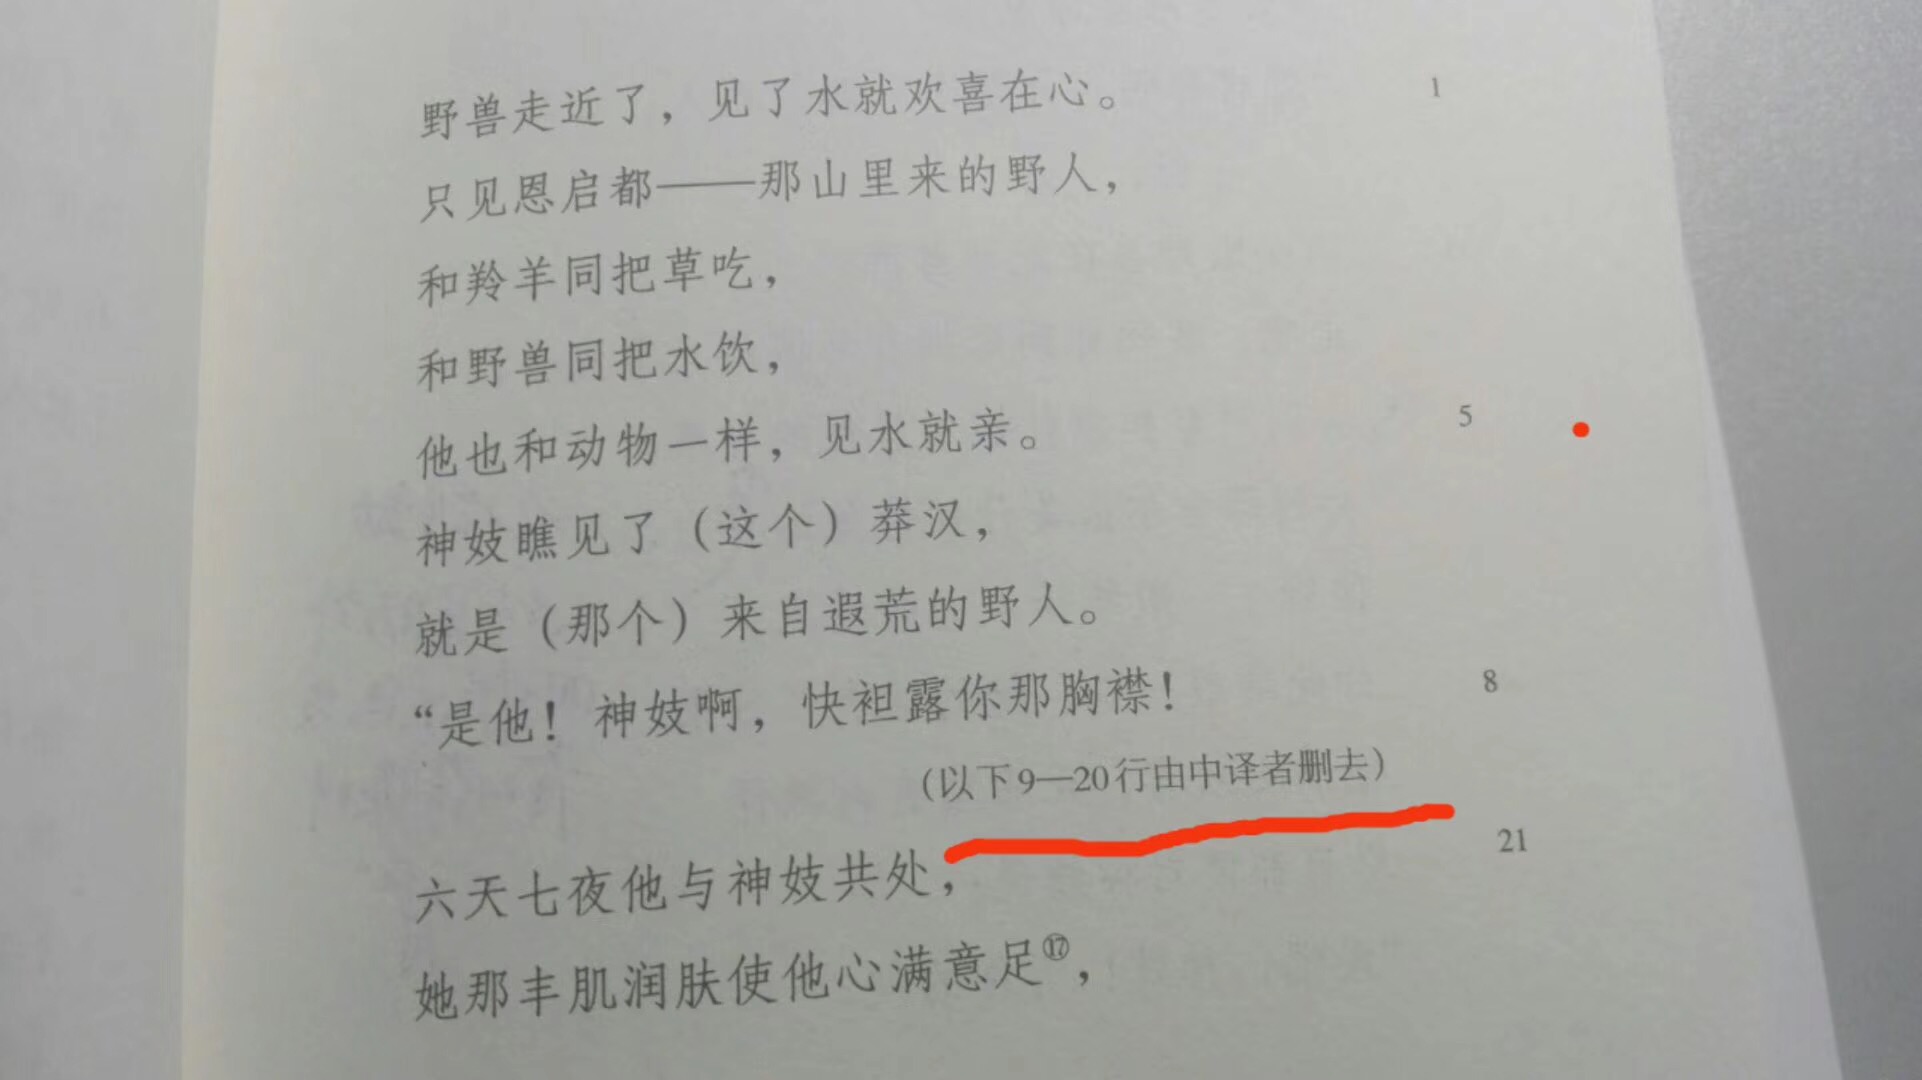 野兽走近了，见了水就欢喜在心。 1
只见恩启都——那山里来的野人，
和羚羊同把草吃，
和野兽同把水饮，
他也和动物一样，见水就亲。 5
神妓瞧见了（这个）莽汉，
就是（那个）来自遐荒的野人。
“是他！神妓啊，快袒露你那胸襟！ 8
（以下9—20行由中译者删去）
六天七夜他与神妓共处， 21
她那丰肌润肤使他心满意足⑰，